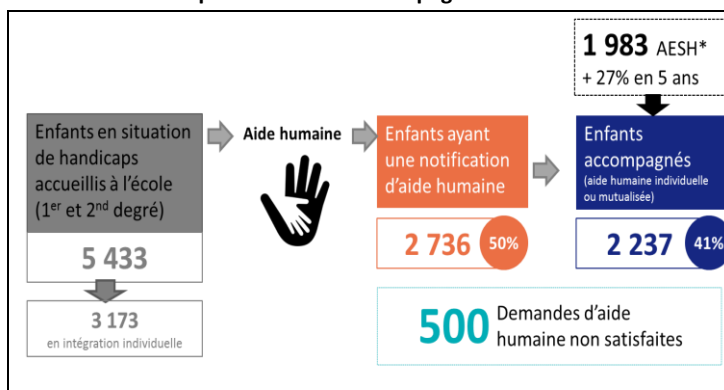 1 983 AESH*
+ 27% en 5 ans
Enfants en situation
de handicaps
accueillis à l'école
(1er et 2nd degré)
5 433
3 173
en intégration individuelle
Aide humaine
Enfants ayant
une notification
d'aide humaine
2 736 50%
Enfants
accompagnés
(aide humaine individuelle
ou mutualisée)
2 237 41%
500 Demandes d'aide
humaine non satisfaites